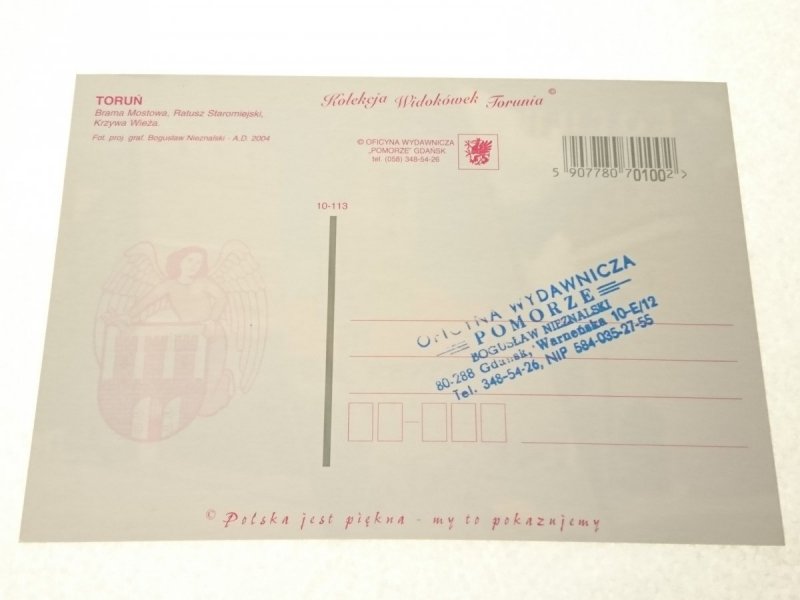 TORUŃ
Brama Mostowa, Ratusz Staromiejski,
Krzywa Wieża.
Fot. proj. graf. Bogusław Nieznalski - A.D. 2004
Kolekcja Widokówek Torunia ©
© OFICYNA WYDAWNICZA
„POMORZE" GDAŃSK
tel. (058) 348-54-26
5 907780 701002 >
10-113
OFICYNA WYDAWNICZA
POMORZE
BOGUSŁAW NIEZNALSKI
80-288 Gdańsk, Warneńska 10-E/12
Tel. 348-54-26, NIP 584-035-27-55
© Polska jest piękna - my to pokazujemy